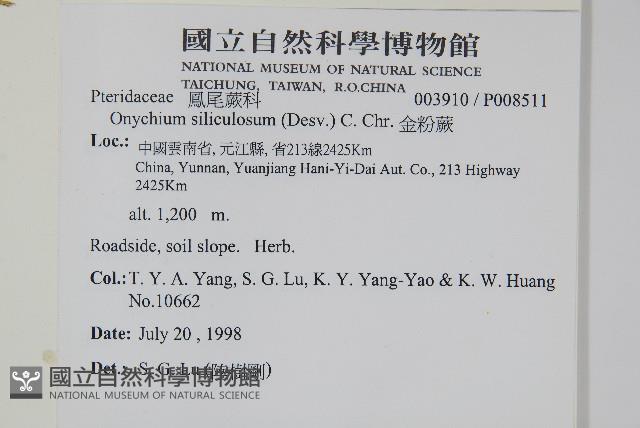 國立自然科學博物館
NATIONAL MUSEUM OF NATURAL SCIENCE
TAICHUNG, TAIWAN, R.O.CHINA
Pteridaceae 鳳尾蕨科 003910 / P008511
Onychium siliculosum (Desv.) C. Chr. 金粉蕨
Loc.: 中國雲南省, 元江縣, 省213線2425Km
China, Yunnan, Yuanjiang Hani-Yi-Dai Aut. Co., 213 Highway
2425Km
alt. 1,200 m.
Roadside, soil slope. Herb.
Col.: T. Y. A. Yang, S. G. Lu, K. Y. Yang-Yao & K. W. Huang
No.10662
Date: July 20 , 1998
Det.: S. G. Lu (陸樹剛)
國立自然科學博物館
NATIONAL MUSEUM OF NATURAL SCIENCE